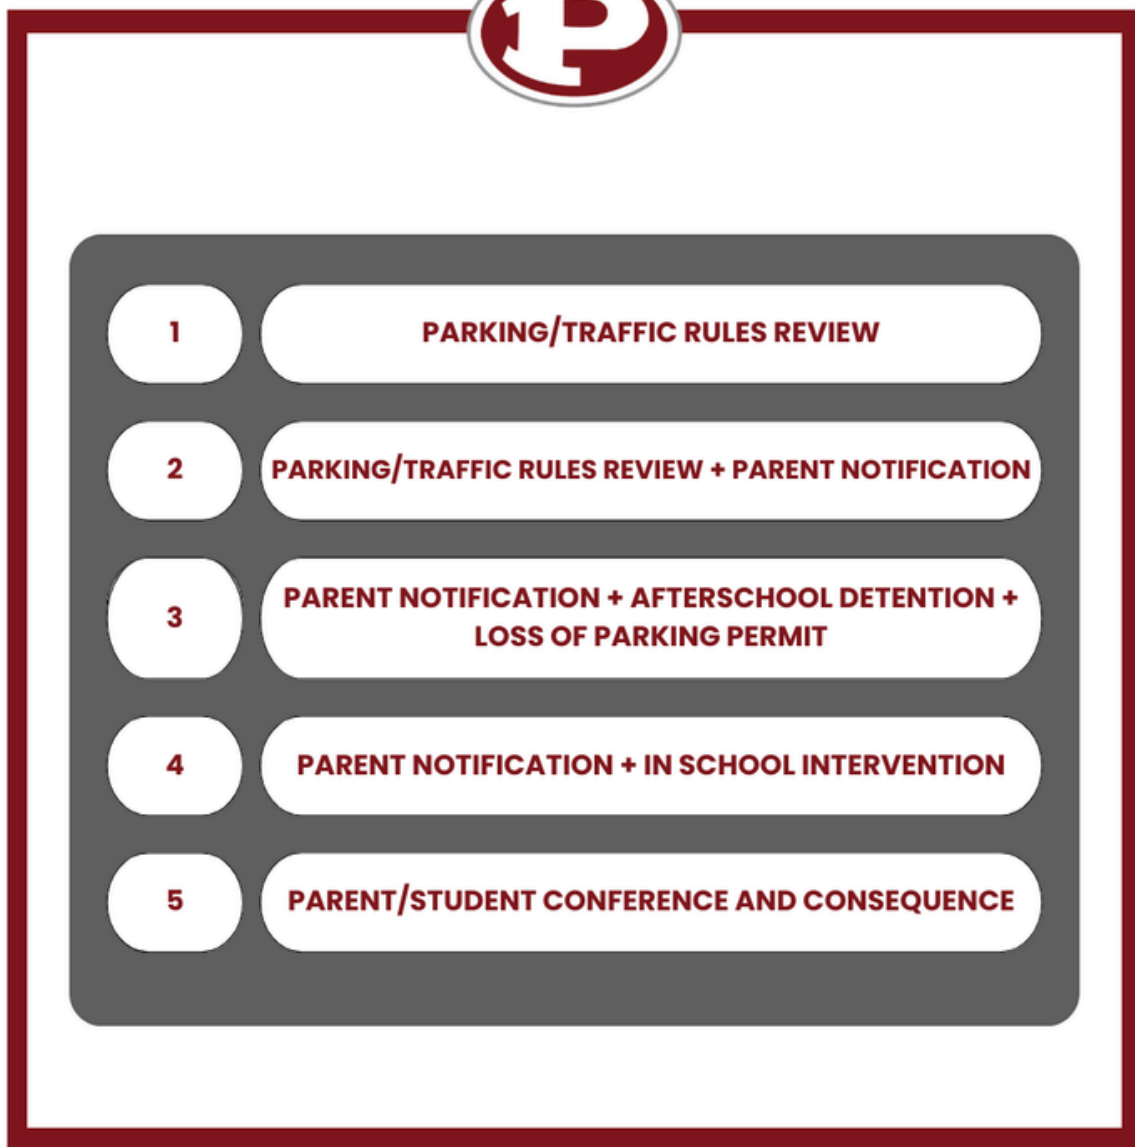 P
1
PARKING/TRAFFIC RULES REVIEW
2
PARKING/TRAFFIC RULES REVIEW + PARENT NOTIFICATION
3
PARENT NOTIFICATION + AFTERSCHOOL DETENTION +
LOSS OF PARKING PERMIT
4
PARENT NOTIFICATION + IN SCHOOL INTERVENTION
5
PARENT/STUDENT CONFERENCE AND CONSEQUENCE